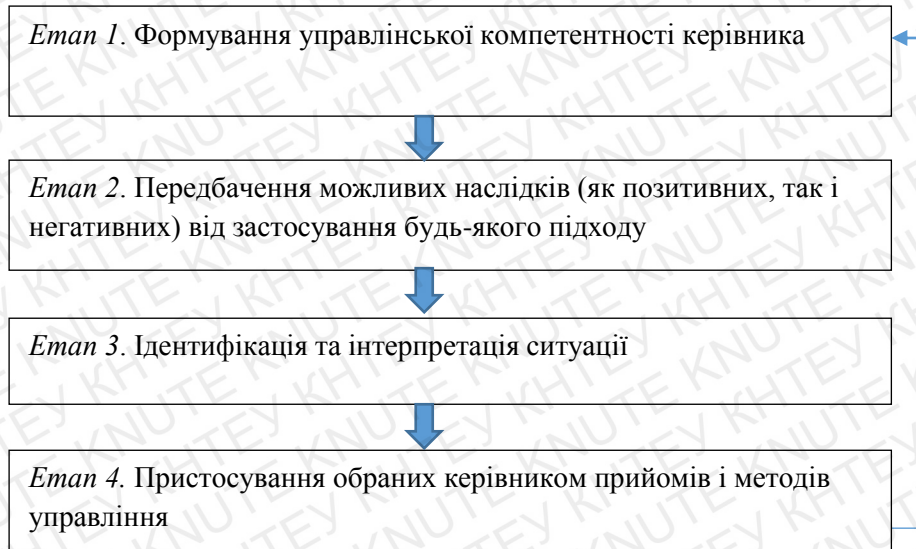 Етап 1. Формування управлінської компетентності керівника
Етап 2. Передбачення можливих наслідків (як позитивних, так і
негативних) від застосування будь-якого підходу
Етап 3. Ідентифікація та інтерпретація ситуації
Етап 4. Пристосування обраних керівником прийомів і методів
управління